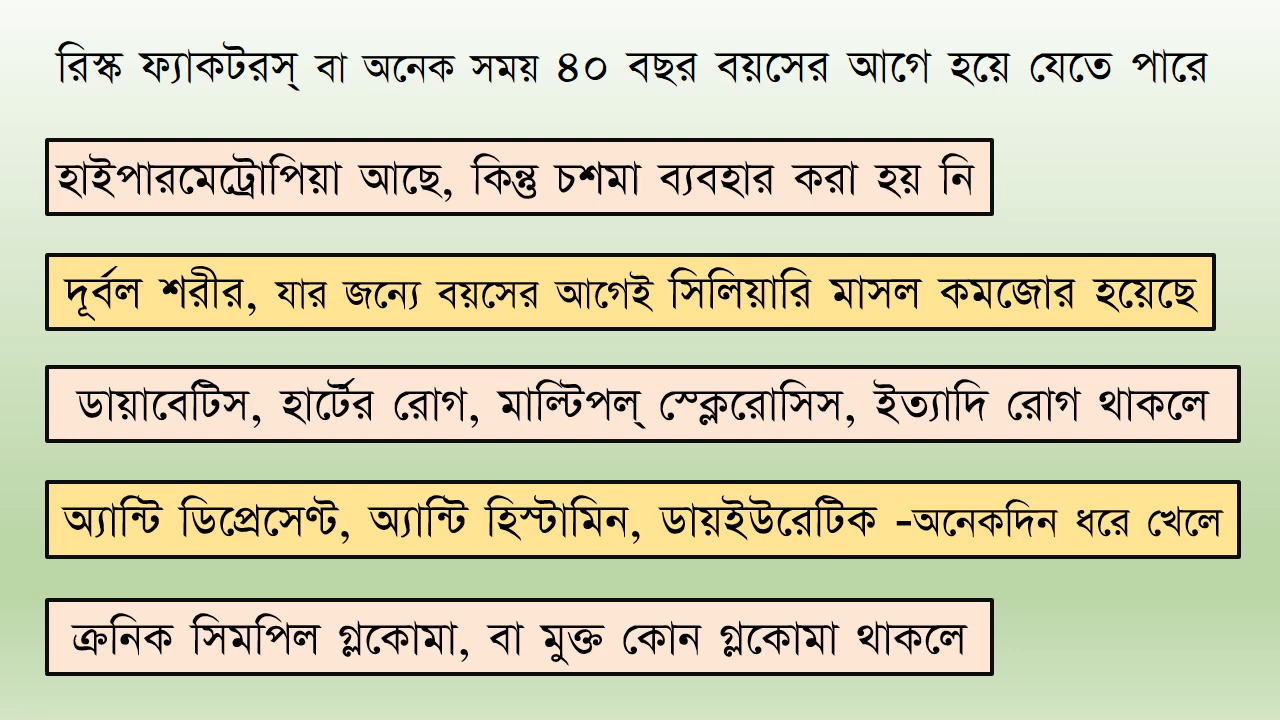 রিস্ক ফ্যাকটরস্ বা অনেক সময় ৪০ বছর বয়সের আগে হয়ে যেতে পারে
হাইপারমেট্রোপিয়া আছে, কিন্তু চশমা ব্যবহার করা হয় নি
দূর্বল শরীর, যার জন্যে বয়সের আগেই সিলিয়ারি মাসল কমজোর হয়েছে
ডায়াবেটিস, হার্টের রোগ, মাল্টিপল্ স্ক্লেরোসিস, ইত্যাদি রোগ থাকলে
অ্যান্টি ডিপ্রেসেণ্ট, অ্যান্টি হিস্টামিন, ডায়ইউরেটিক -অনেকদিন ধরে খেলে
ক্রনিক সিমপিল গ্লকোমা, বা মুক্ত কোন গ্লকোমা থাকলে